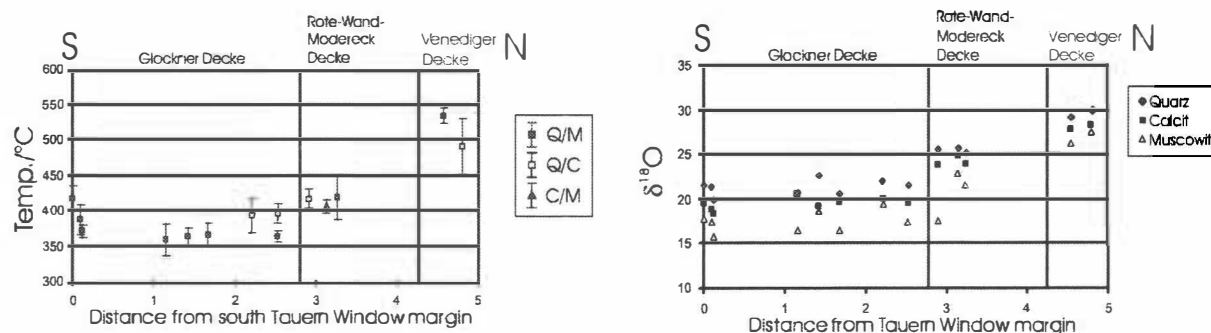 S
Glockner Decke
Rote-Wand-
Modereck
Decke
Venediger
Decke
N
600
550
500
450
400
350
300
Temp./°C
0 1 2 3 4 5
Distance from south Tauern Window margin
Q/M
Q/C
C/M
S
Glockner Decke
Rote-Wand-
Modereck
Decke
Venediger
Decke
N
35
30
25
20
15
10
δ18O
0 1 2 3 4 5
Distance from Tauern Window margin
Quarz
Calcit
Muscowit